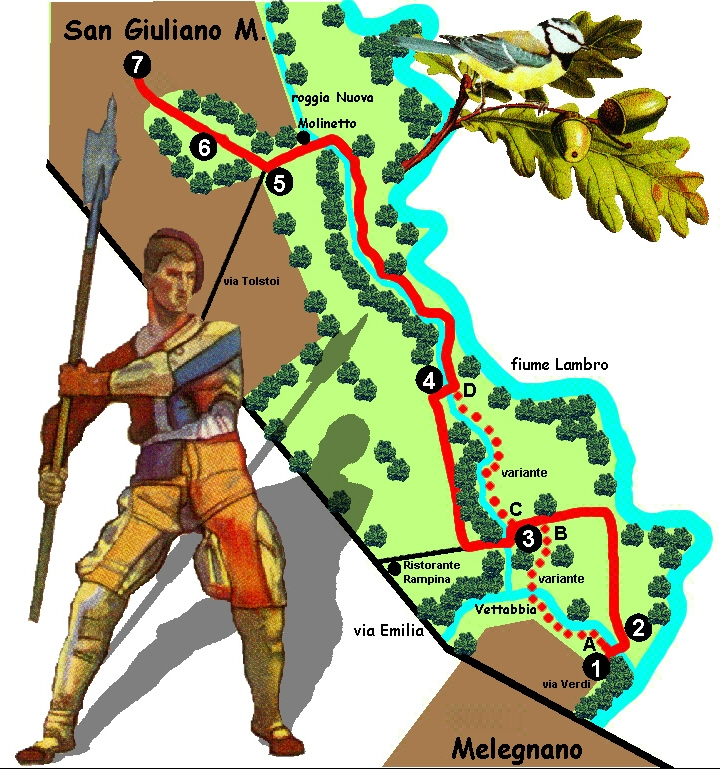 San Giuliano M.
7
roggia Nuova
Molinetto
6
5
via Tolstoi
fiume Lambro
4
D
variante
C
3
B
Ristorante
Rampina
variante
Vettabbia
via Emilia
2
A
1
via Verdi
Melegnano